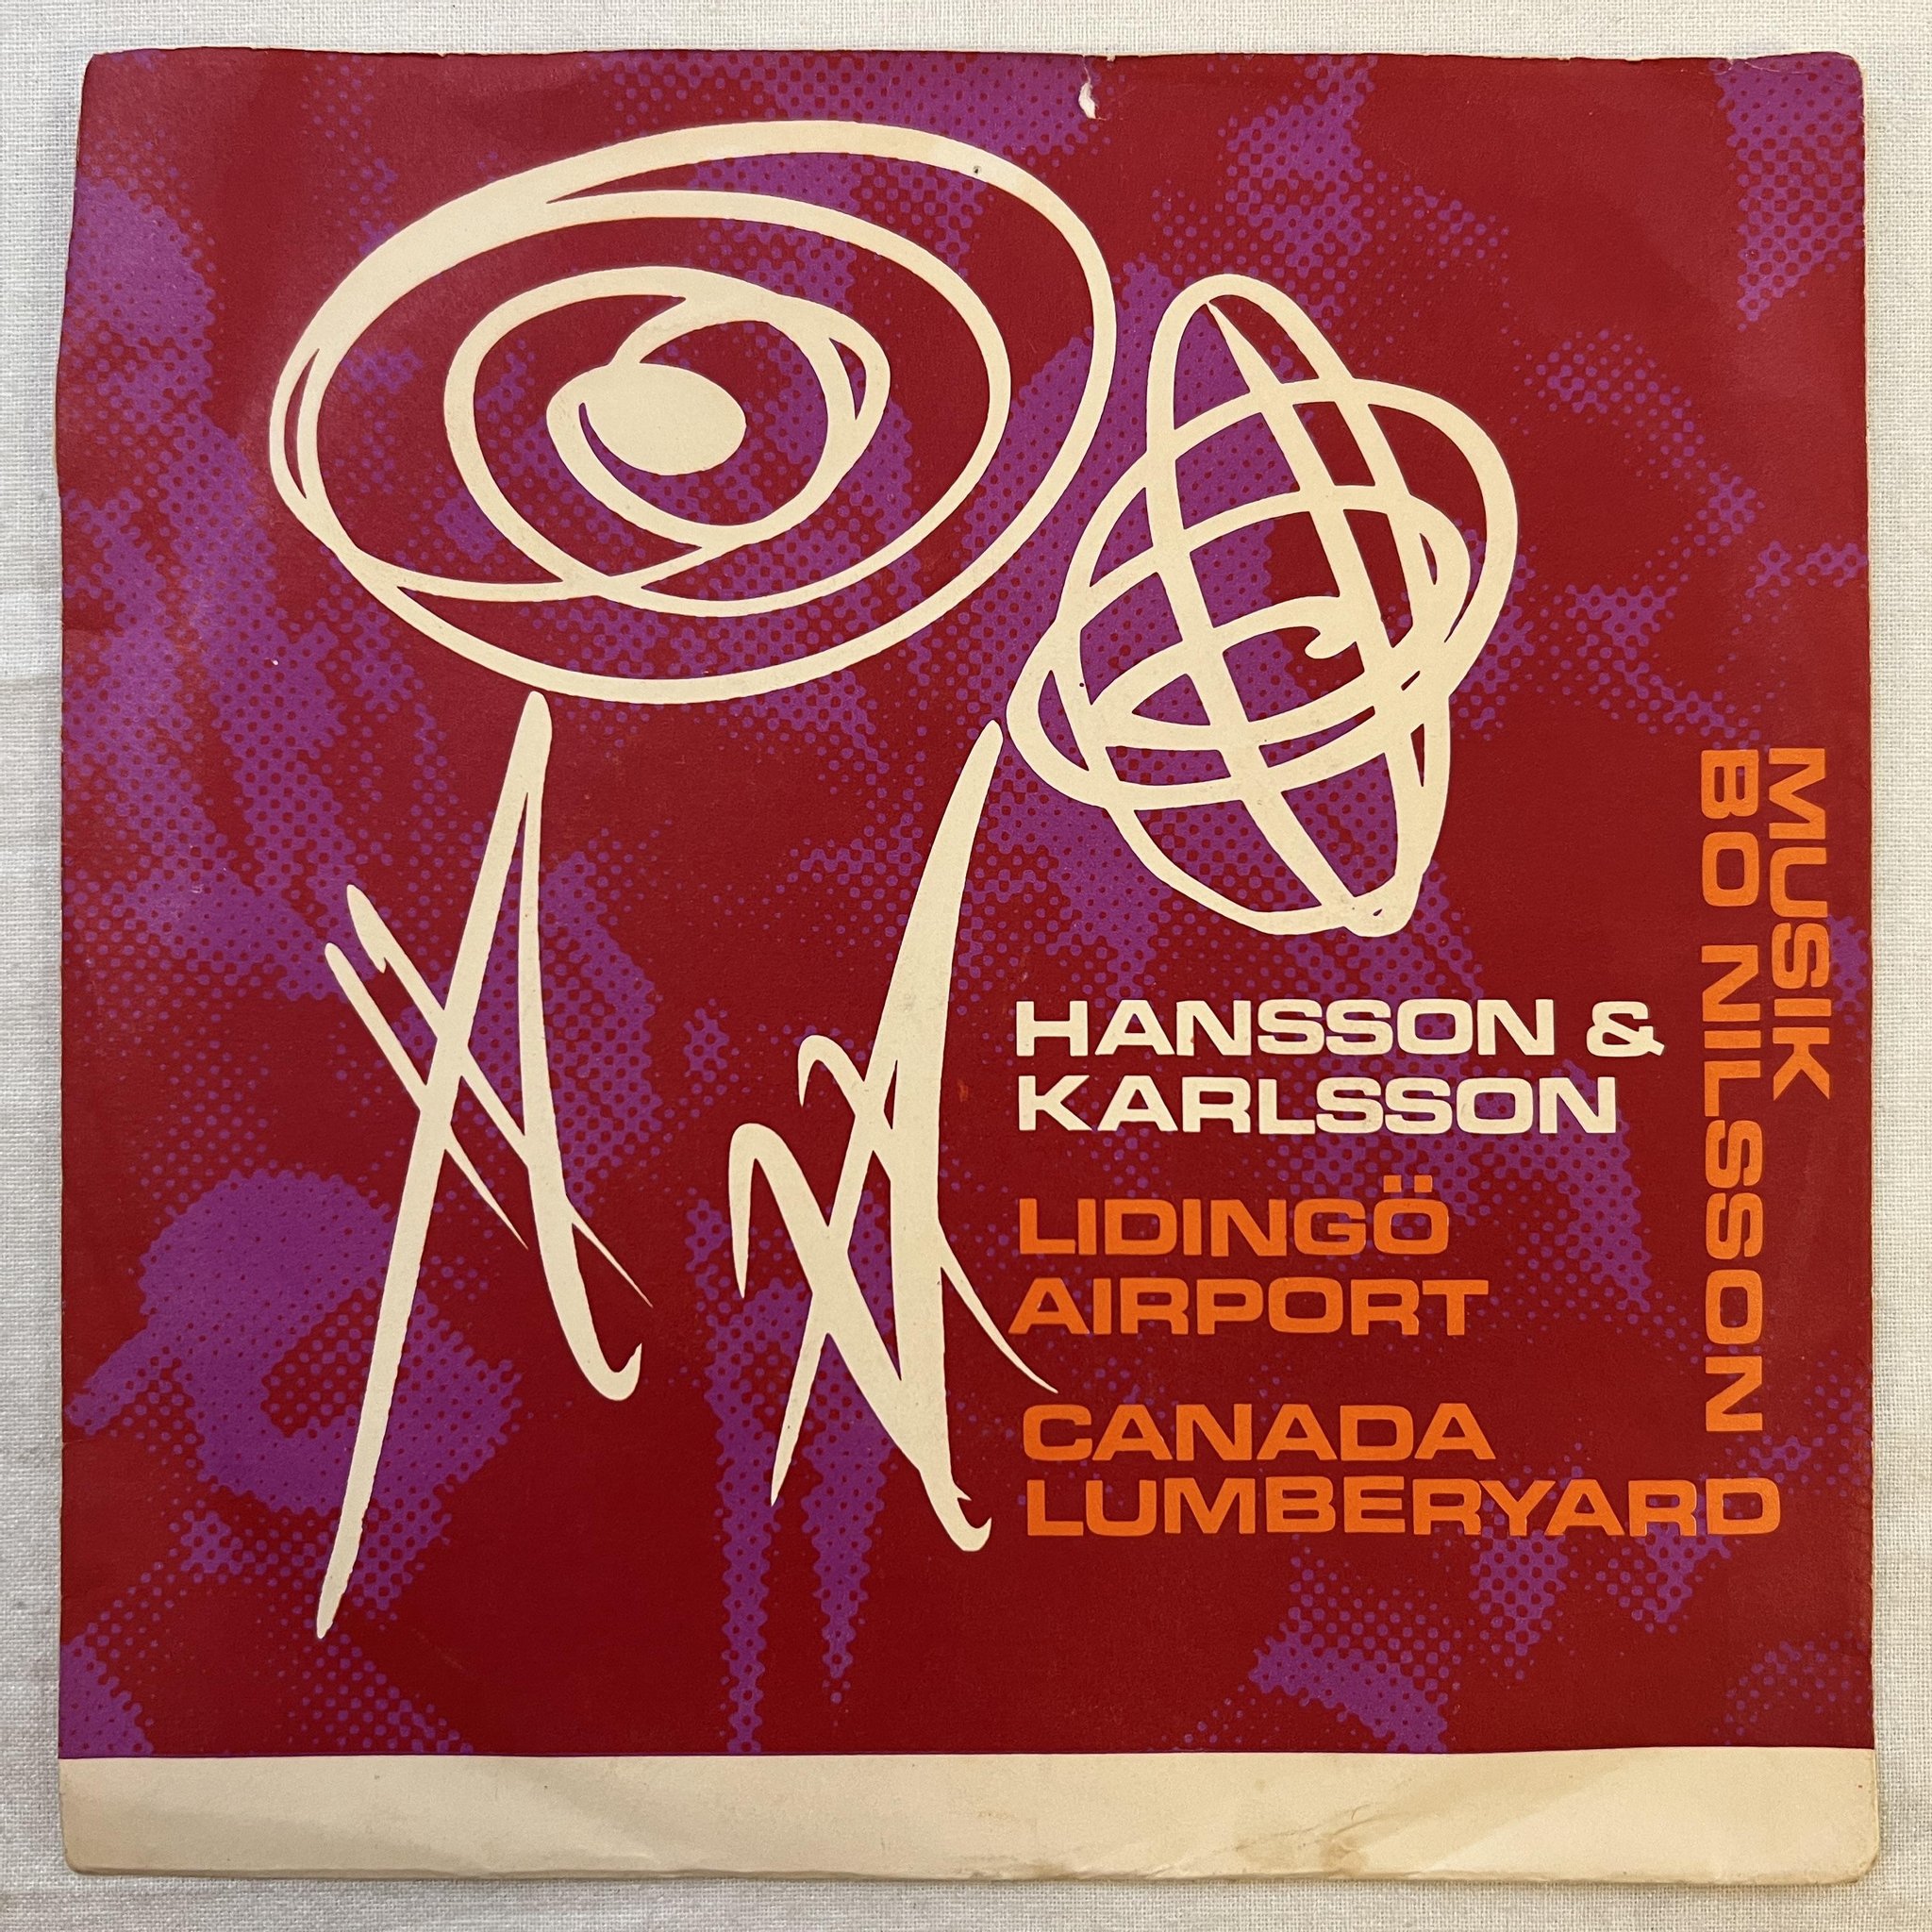 HANSSON &
KARLSSON
LIDINGÖ
AIRPORT
CANADA
LUMBERYARD
MUSIK
BO NILSSON